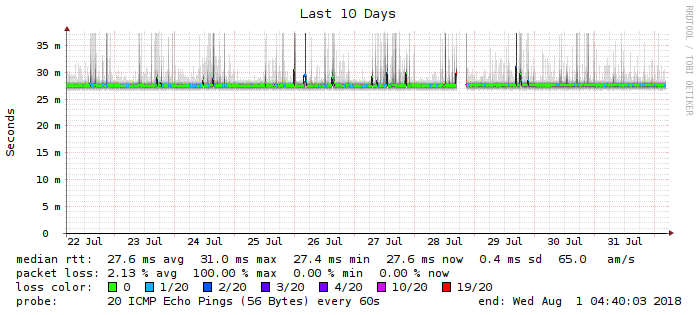 Last 10 Days
RRDTOOL / TOBI OETIKER
Seconds
35 m
30 m
25 m
20 m
15 m
10 m
5 m
0
22 Jul 23 Jul 24 Jul 25 Jul 26 Jul 27 Jul 28 Jul 29 Jul 30 Jul 31 Jul
median rtt: 27.6 ms avg 31.0 ms max 27.4 ms min 27.6 ms now 0.4 ms sd 65.0 am/s
packet loss: 2.13 % avg 100.00 % max 0.00 % min 0.00 % now
loss color: 0 1/20 2/20 3/20 4/20 10/20 19/20
probe: 20 ICMP Echo Pings (56 Bytes) every 60s end: Wed Aug 1 04:40:03 2018